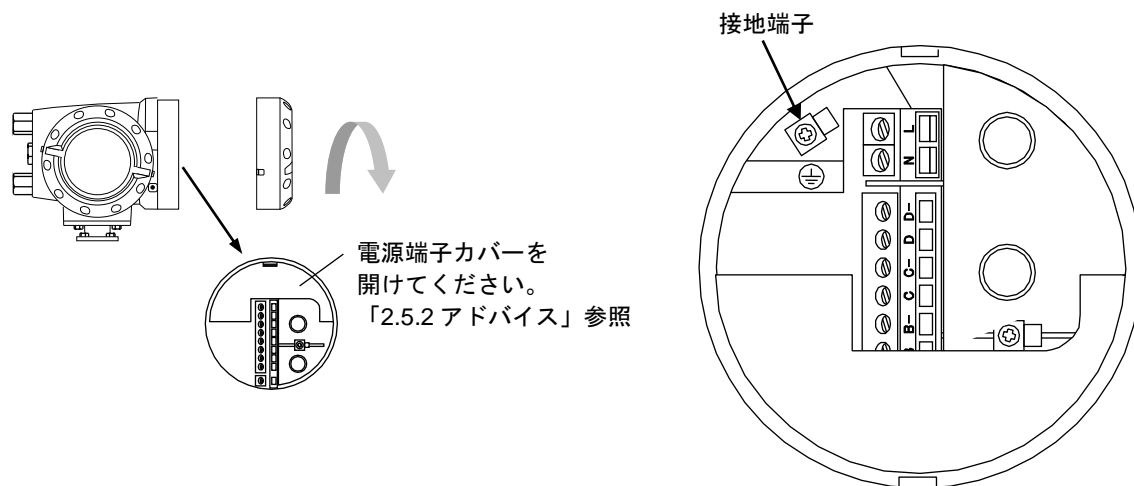 接地端子
電源端子カバーを
開けてください。
「2.5.2 アドバイス」参照
L
N
D-
D
C-
C
B-